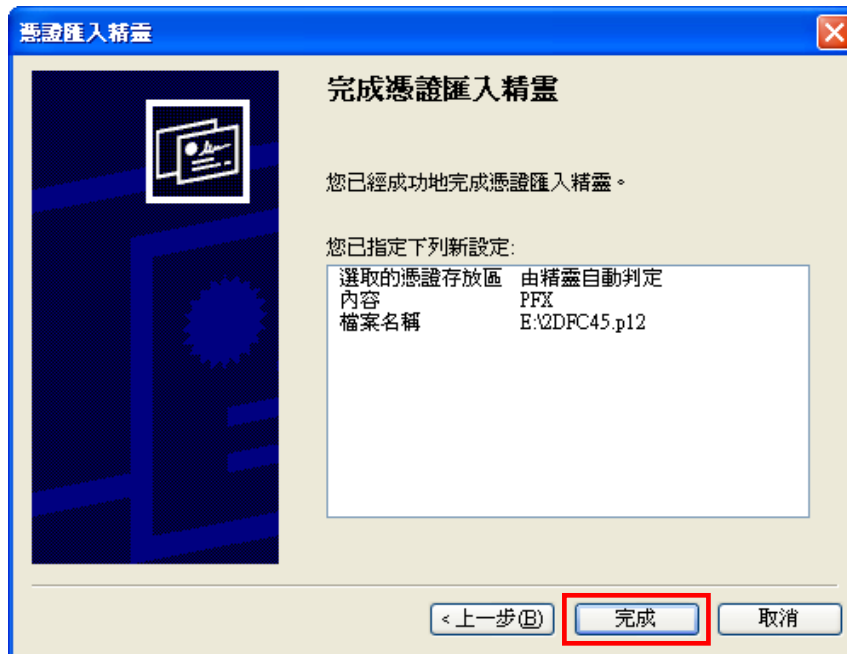 憑證匯入精靈
完成憑證匯入精靈
您已經成功地完成憑證匯入精靈。
您已指定下列新設定:
選取的憑證存放區 由精靈自動判定
內容 PFX
檔案名稱 E:\2DFC45.p12
<上一步(B) 完成 取消